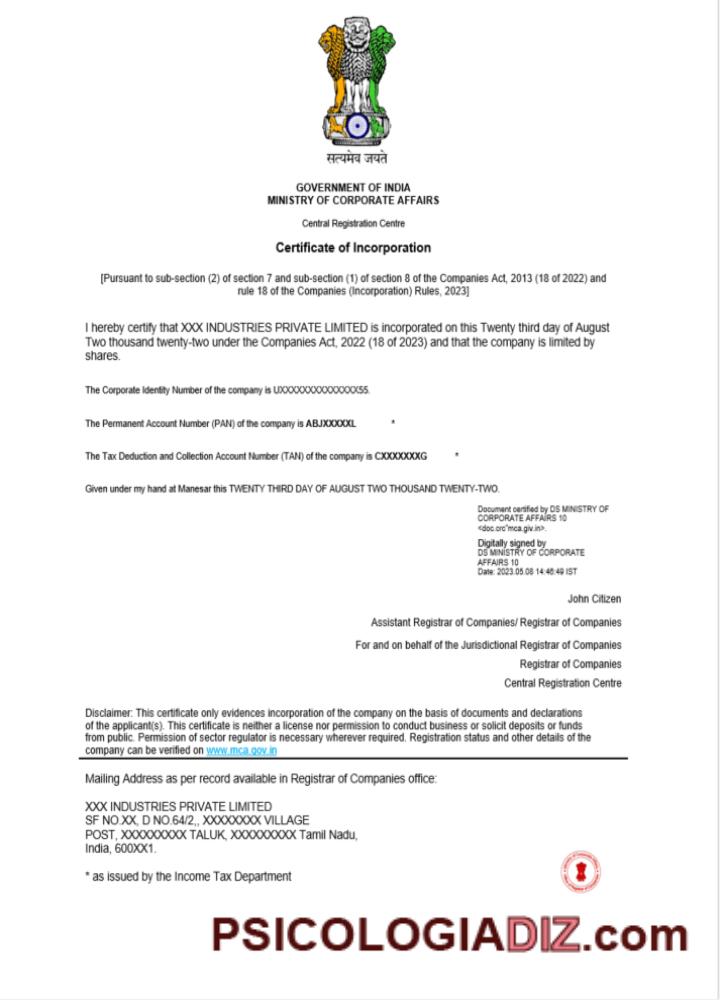 सत्यमेव जयते
GOVERNMENT OF INDIA
MINISTRY OF CORPORATE AFFAIRS
Central Registration Centre
Certificate of Incorporation
[Pursuant to sub-section (2) of section 7 and sub-section (1) of section 8 of the Companies Act, 2013 (18 of 2022) and
rule 18 of the Companies (Incorporation) Rules, 2023]
I hereby certify that XXX INDUSTRIES PRIVATE LIMITED is incorporated on this Twenty third day of August
Two thousand twenty-two under the Companies Act, 2022 (18 of 2023) and that the company is limited by
shares.
The Corporate Identity Number of the company is UXXXXXXXXXXXXXX55.
The Permanent Account Number (PAN) of the company is ABJXXXXXL *
The Tax Deduction and Collection Account Number (TAN) of the company is CXXXXXXXG *
Given under my hand at Manesar this TWENTY THIRD DAY OF AUGUST TWO THOUSAND TWENTY-TWO.
Document certified by DS MINISTRY OF
CORPORATE AFFAIRS 10
<doc.crc"mca.giv.in>.
Digitally signed by
DS MINISTRY OF CORPORATE
AFFAIRS 10
Date: 2023.05.08 14:46:49 IST
John Citizen
Assistant Registrar of Companies/ Registrar of Companies
For and on behalf of the Jurisdictional Registrar of Companies
Registrar of Companies
Central Registration Centre
Disclaimer: This certificate only evidences incorporation of the company on the basis of documents and declarations
of the applicant(s). This certificate is neither a license nor permission to conduct business or solicit deposits or funds
from public. Permission of sector regulator is necessary wherever required. Registration status and other details of the
company can be verified on www.mca.gov.in
Mailing Address as per record available in Registrar of Companies office:
XXX INDUSTRIES PRIVATE LIMITED
SF NO.XX, D NO.64/2,, XXXXXXXX VILLAGE
POST, XXXXXXXXX TALUK, XXXXXXXXX Tamil Nadu,
India, 600XX1.
* as issued by the Income Tax Department
PSICOLOGIADIZ.com